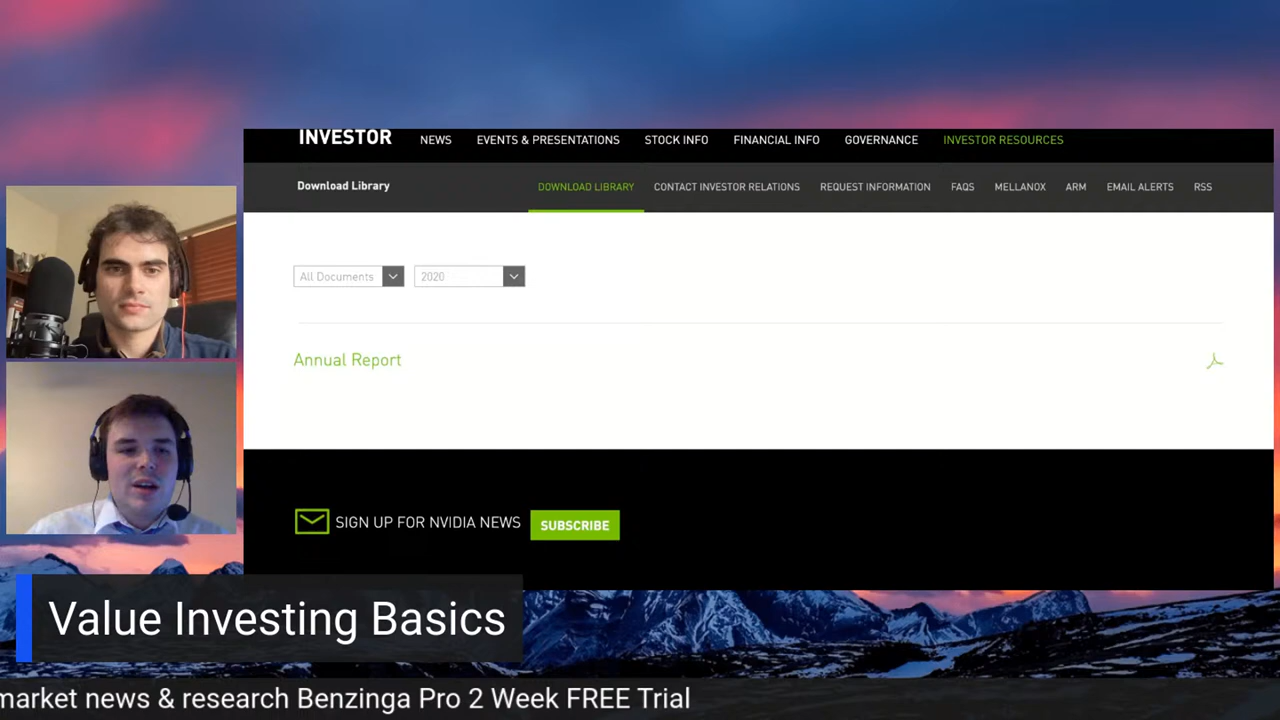 INVESTOR NEWS EVENTS & PRESENTATIONS STOCK INFO FINANCIAL INFO GOVERNANCE INVESTOR RESOURCES
Download Library DOWNLOAD LIBRARY CONTACT INVESTOR RELATIONS REQUEST INFORMATION FAQS MELLANOX ARM EMAIL ALERTS RSS
All Documents 2020
Annual Report
SIGN UP FOR NVIDIA NEWS SUBSCRIBE
Value Investing Basics
market news & research Benzinga Pro 2 Week FREE Trial